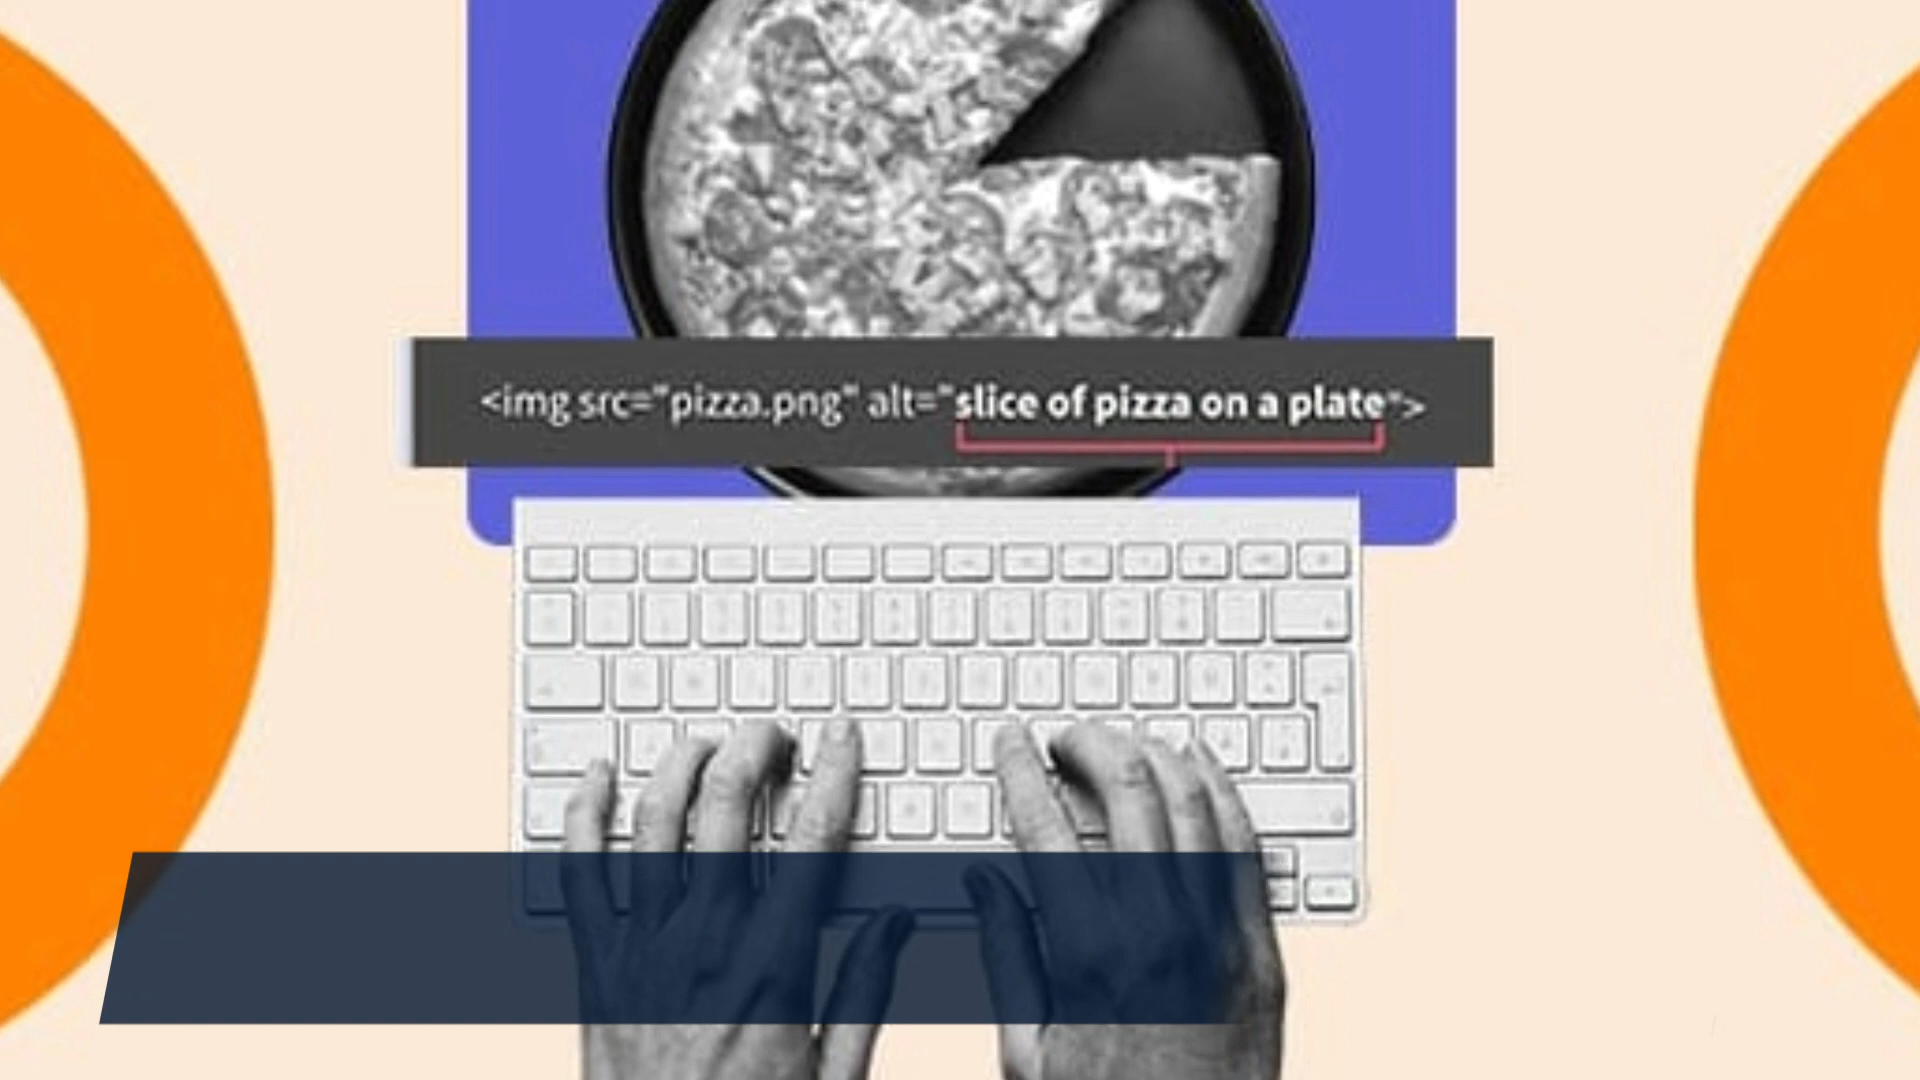 <img src="pizza.png" alt="slice of pizza on a plate">